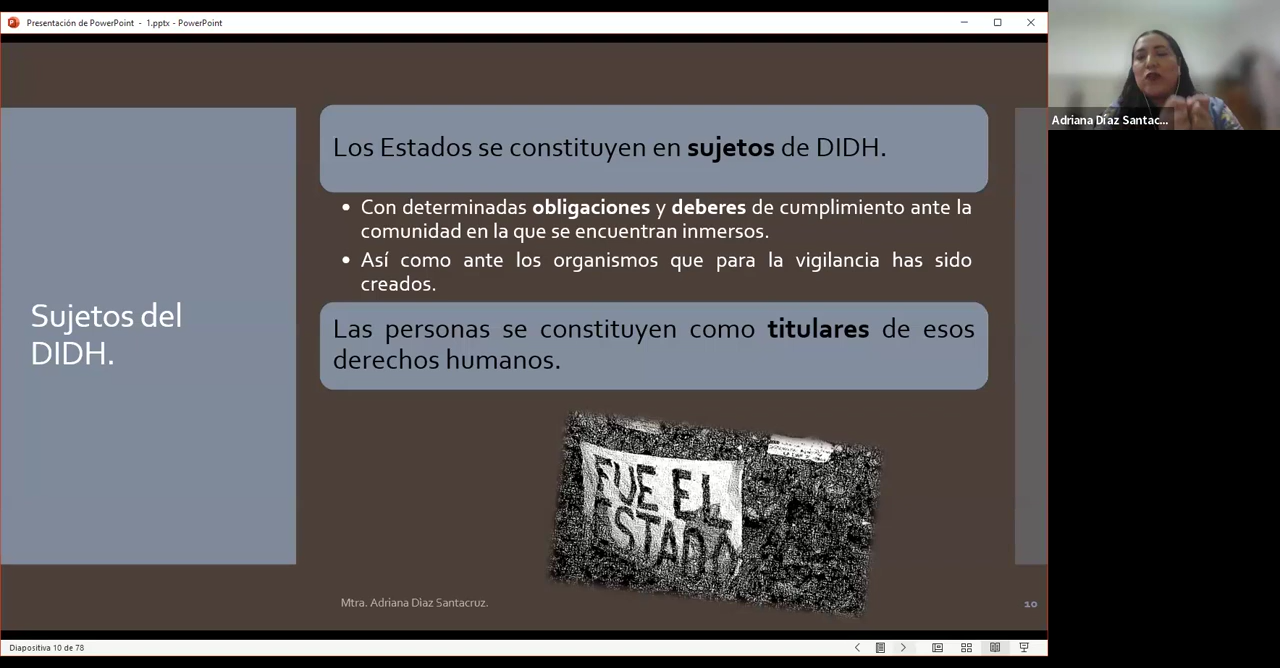 Presentación de PowerPoint - 1.pptx - PowerPoint
Adriana Díaz Santac...
Sujetos del
DIDH.
Los Estados se constituyen en sujetos de DIDH.
• Con determinadas obligaciones y deberes de cumplimiento ante la
comunidad en la que se encuentran inmersos.
• Así como ante los organismos que para la vigilancia has sido
creados.
Las personas se constituyen como titulares de esos
derechos humanos.
FUE EL
ESTADO
Mtra. Adriana Dìaz Santacruz.
10
Diapositiva 10 de 78